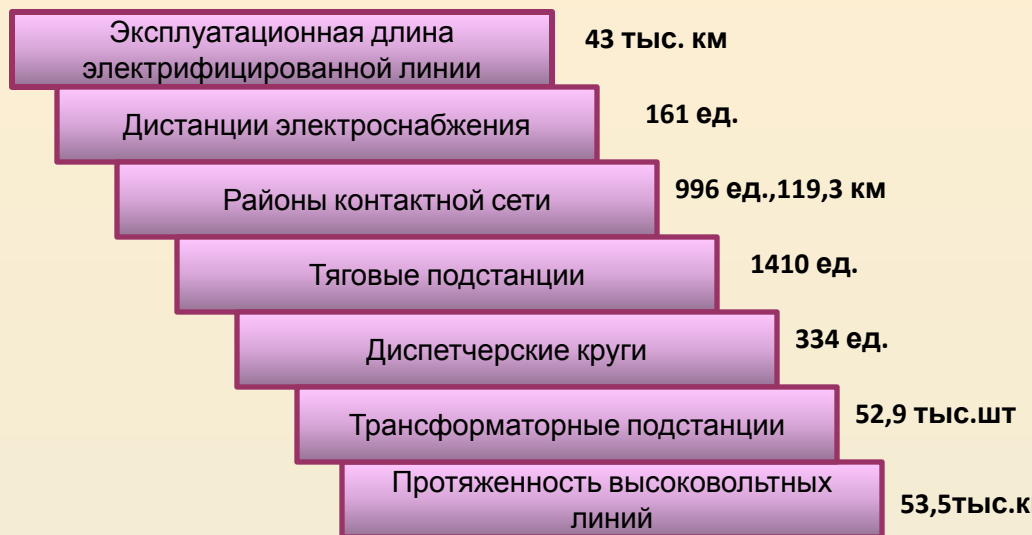 Эксплуатационная длина
электрифицированной линии
43 тыс. км
Дистанции электроснабжения
161 ед.
Районы контактной сети
996 ед.,119,3 км
Тяговые подстанции
1410 ед.
Диспетчерские круги
334 ед.
Трансформаторные подстанции
52,9 тыс.шт
Протяженность высоковольтных
линий
53,5тыс.к